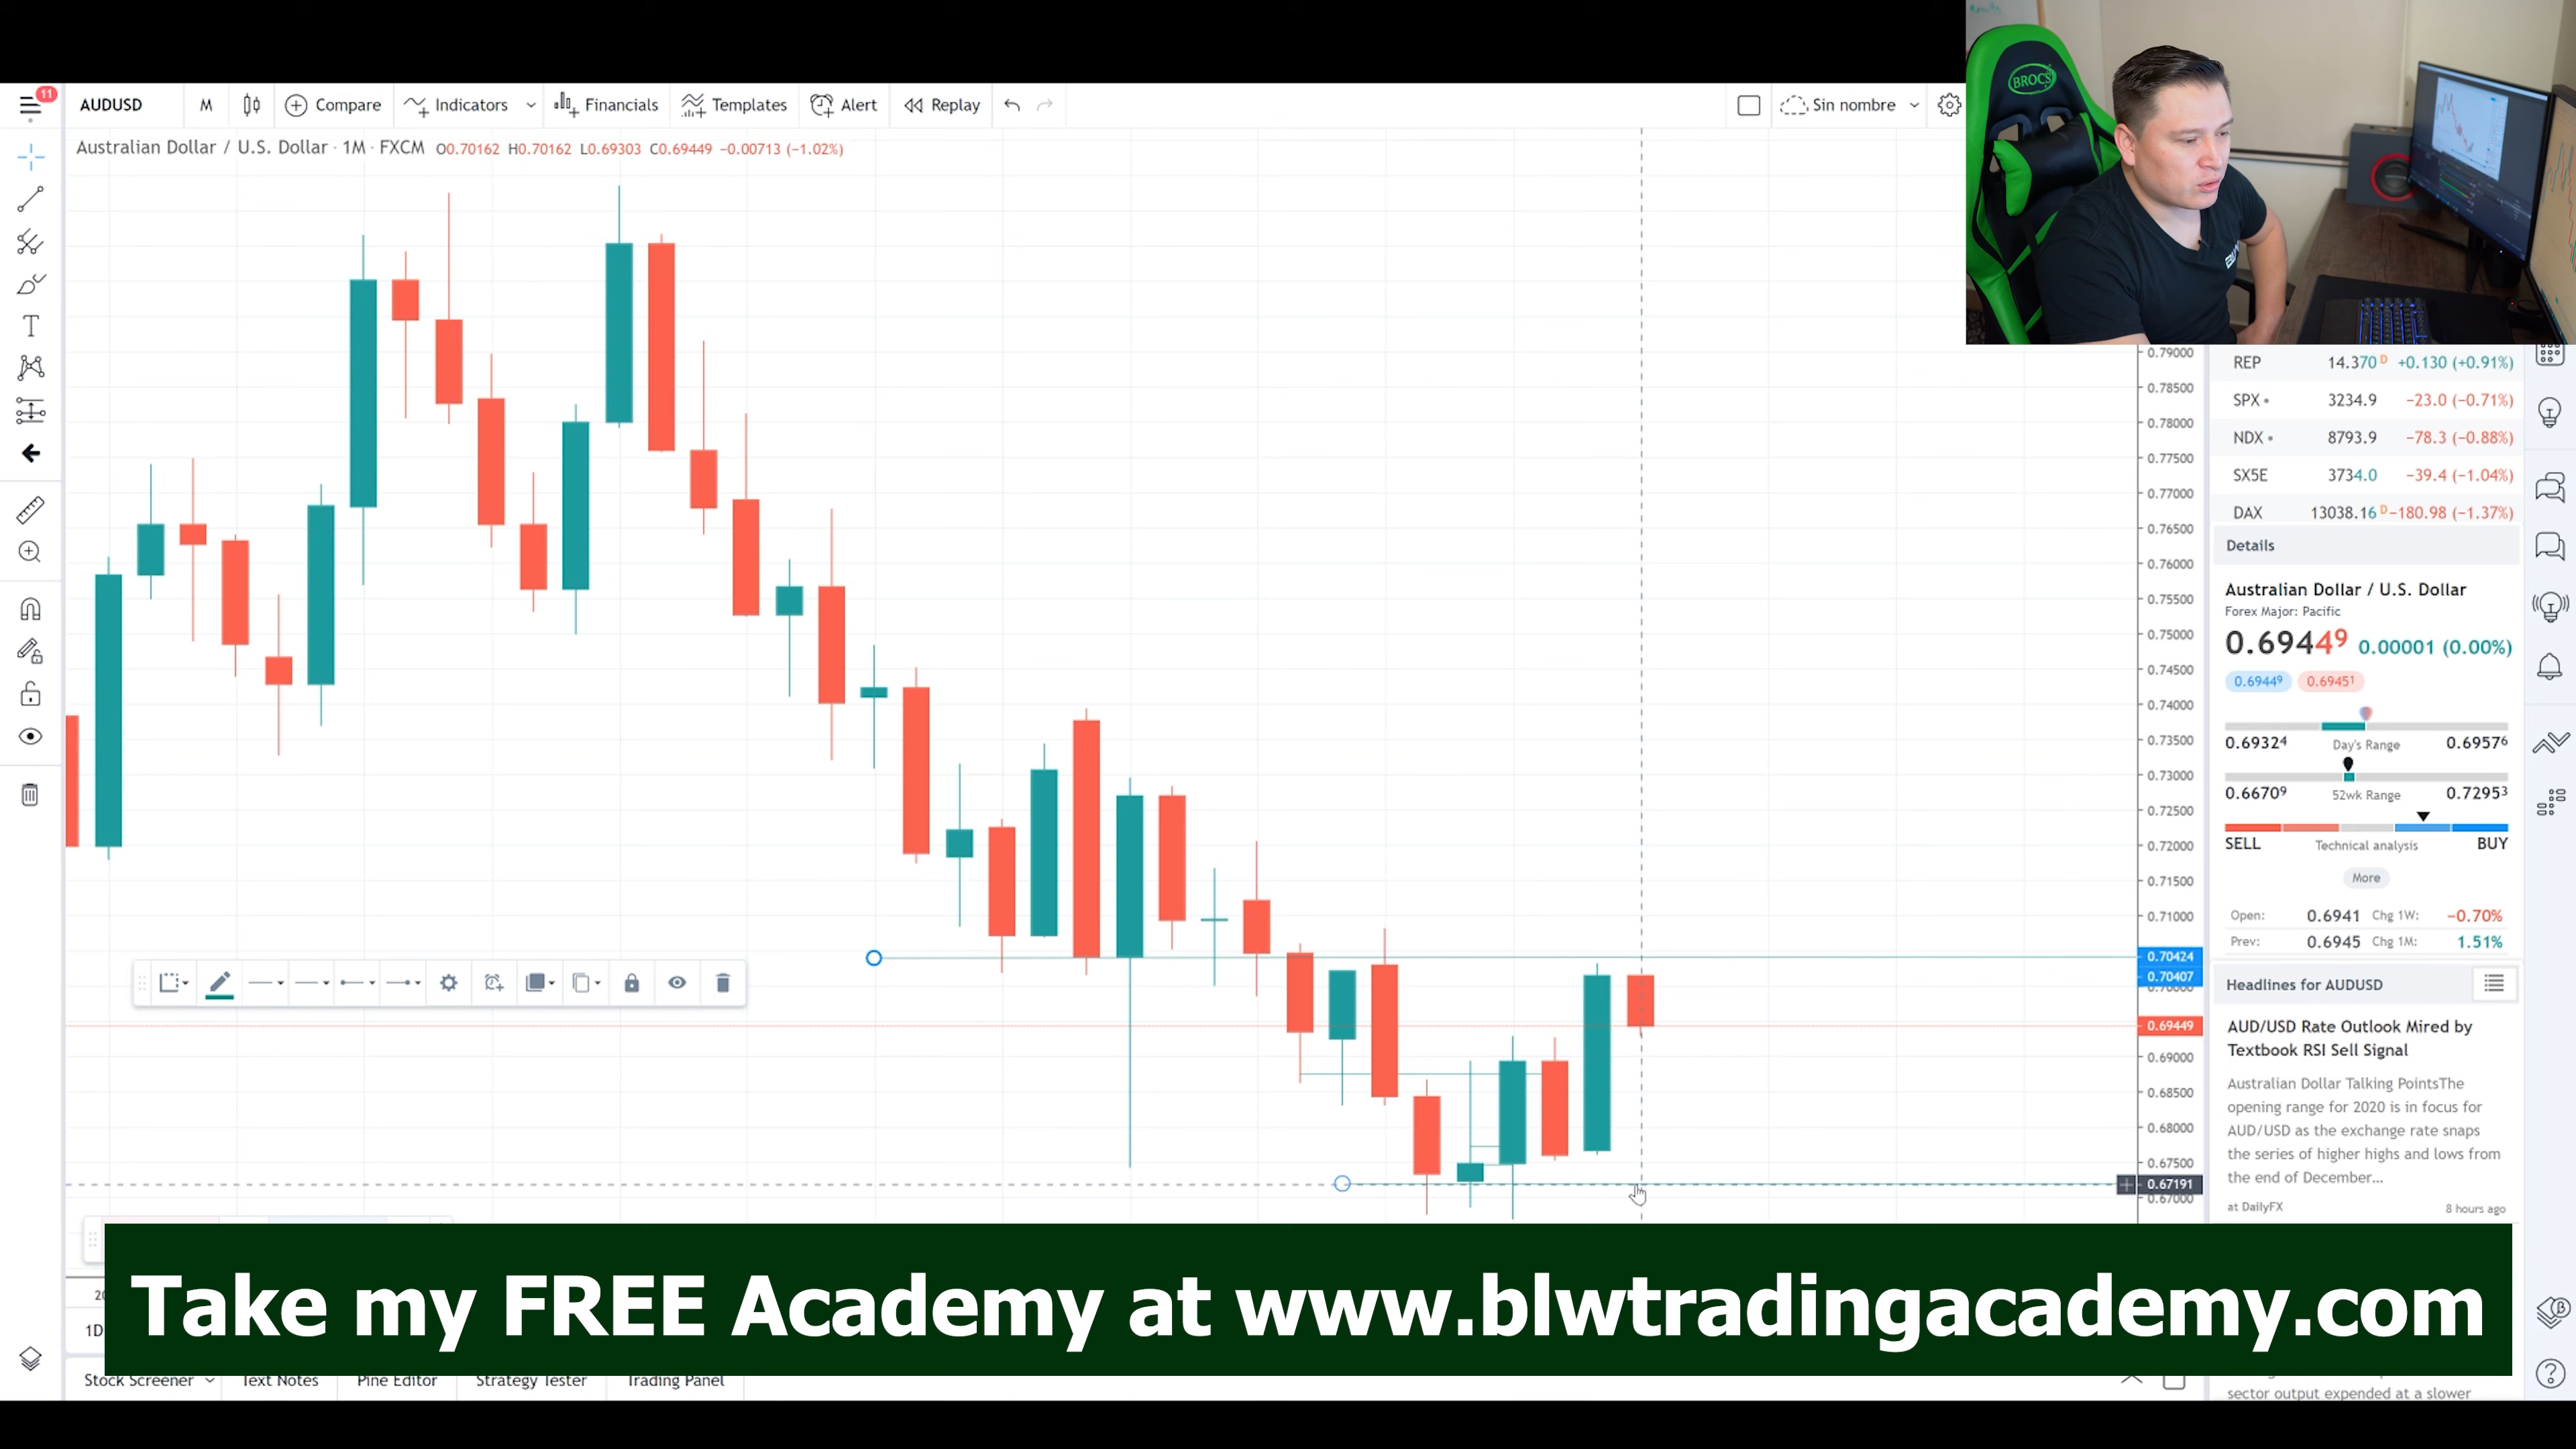 11
AUDUSD
M
Compare
Indicators
Financials
Templates
Alert
Replay
Sin nombre
Australian Dollar / U.S. Dollar · 1M · FXCM O0.70162 H0.70162 L0.69303 C0.69449 −0.00713 (−1.02%)
BROCS
0.79000
0.78500
0.78000
0.77500
0.77000
0.76500
0.76000
0.75500
0.75000
0.74500
0.74000
0.73500
0.73000
0.72500
0.72000
0.71500
0.71000
0.70424
0.70407
0.70000
0.69449
0.69000
0.68500
0.68000
0.67500
0.67191
0.67000
REP 14.370 D +0.130 (+0.91%)
SPX 3234.9 −23.0 (−0.71%)
NDX 8793.9 −78.3 (−0.88%)
SX5E 3734.0 −39.4 (−1.04%)
DAX 13038.16 D −180.98 (−1.37%)
Details
Australian Dollar / U.S. Dollar
Forex Major: Pacific
0.69449 0.00001 (0.00%)
0.69449 0.69451
0.69324 Day's Range 0.69576
0.66709 52wk Range 0.72953
SELL Technical analysis BUY
More
Open: 0.6941 Chg 1W: −0.70%
Prev: 0.6945 Chg 1M: 1.51%
Headlines for AUDUSD
AUD/USD Rate Outlook Mired by
Textbook RSI Sell Signal
Australian Dollar Talking PointsThe
opening range for 2020 is in focus for
AUD/USD as the exchange rate snaps
the series of higher highs and lows from
the end of December...
at DailyFX 8 hours ago
Take my FREE Academy at www.blwtradingacademy.com
1D
Stock Screener
Text Notes
Pine Editor
Strategy Tester
Trading Panel
sector output expended at a slower